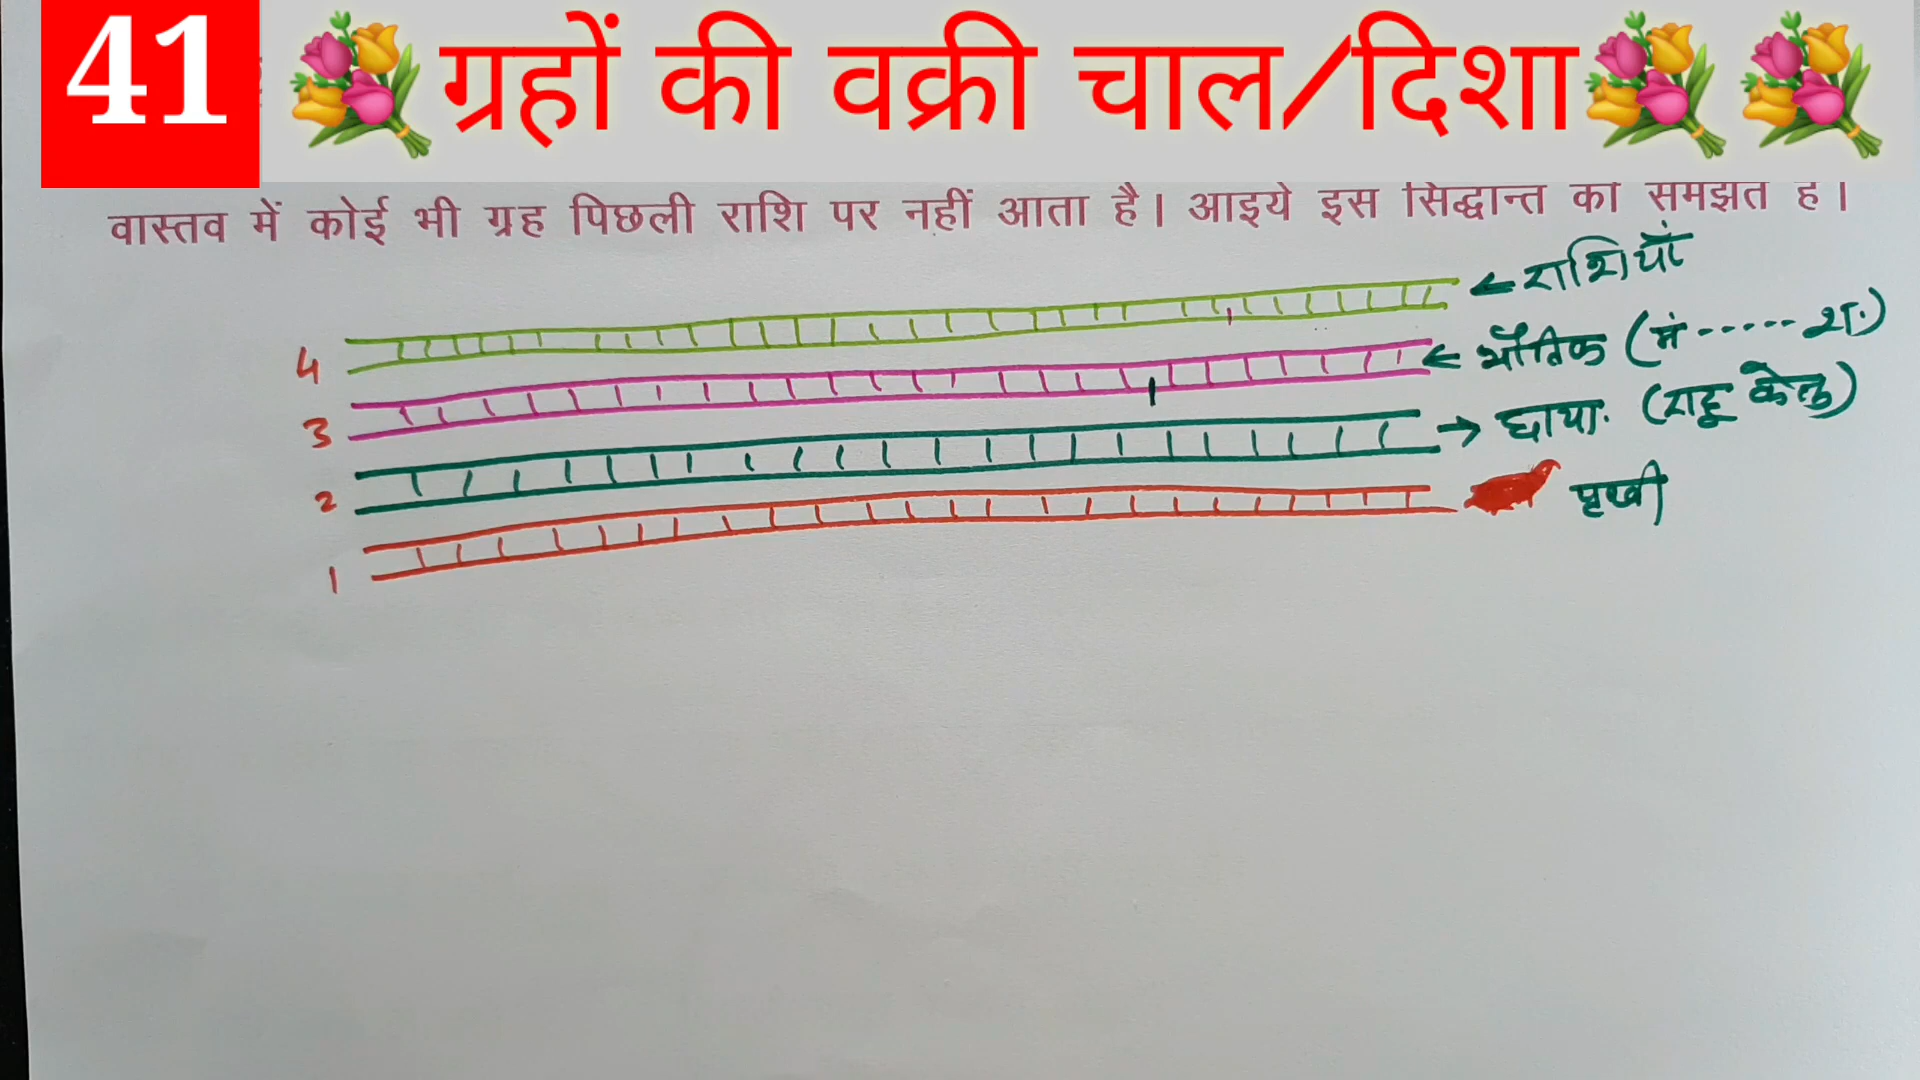 41 ग्रहों की वक्री चाल/दिशा
वास्तव में कोई भी ग्रह पिछली राशि पर नहीं आता है। आइये इस सिद्धान्त को समझते हैं।
4 ← राशियाँ
3 ← भौतिक (मं ----- श.)
2 → छाया. (राहू केतु)
1 पृथ्वी